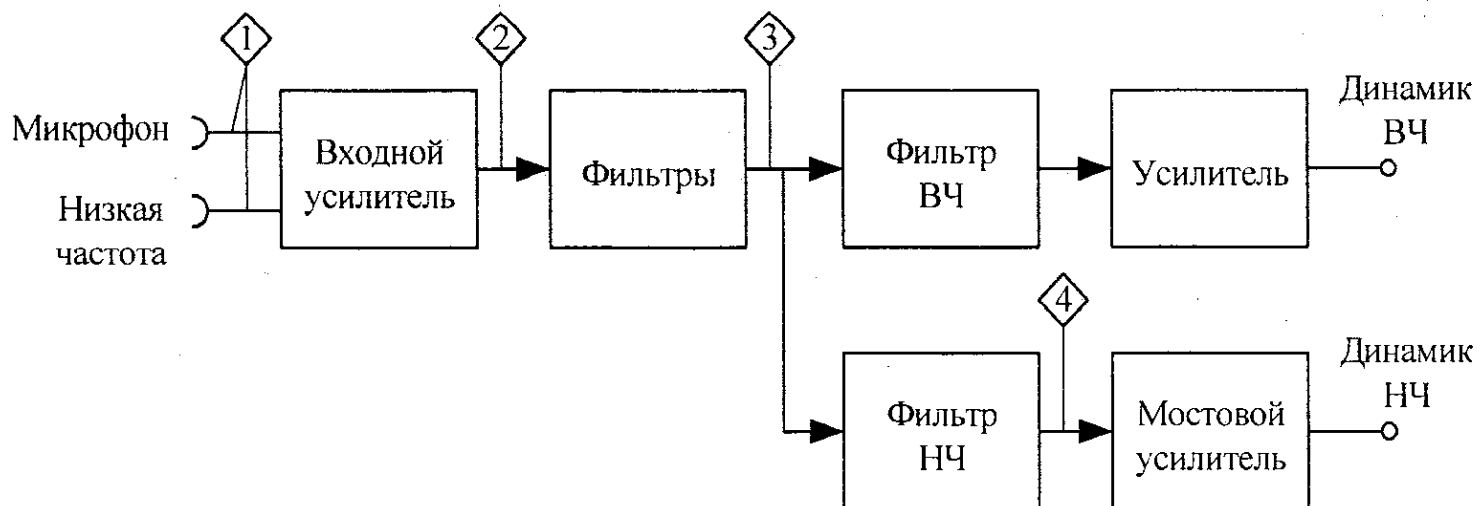 1
2
3
Микрофон
Низкая
частота
Входной
усилитель
Фильтры
Фильтр
ВЧ
Усилитель
Динамик
ВЧ
4
Фильтр
НЧ
Мостовой
усилитель
Динамик
НЧ